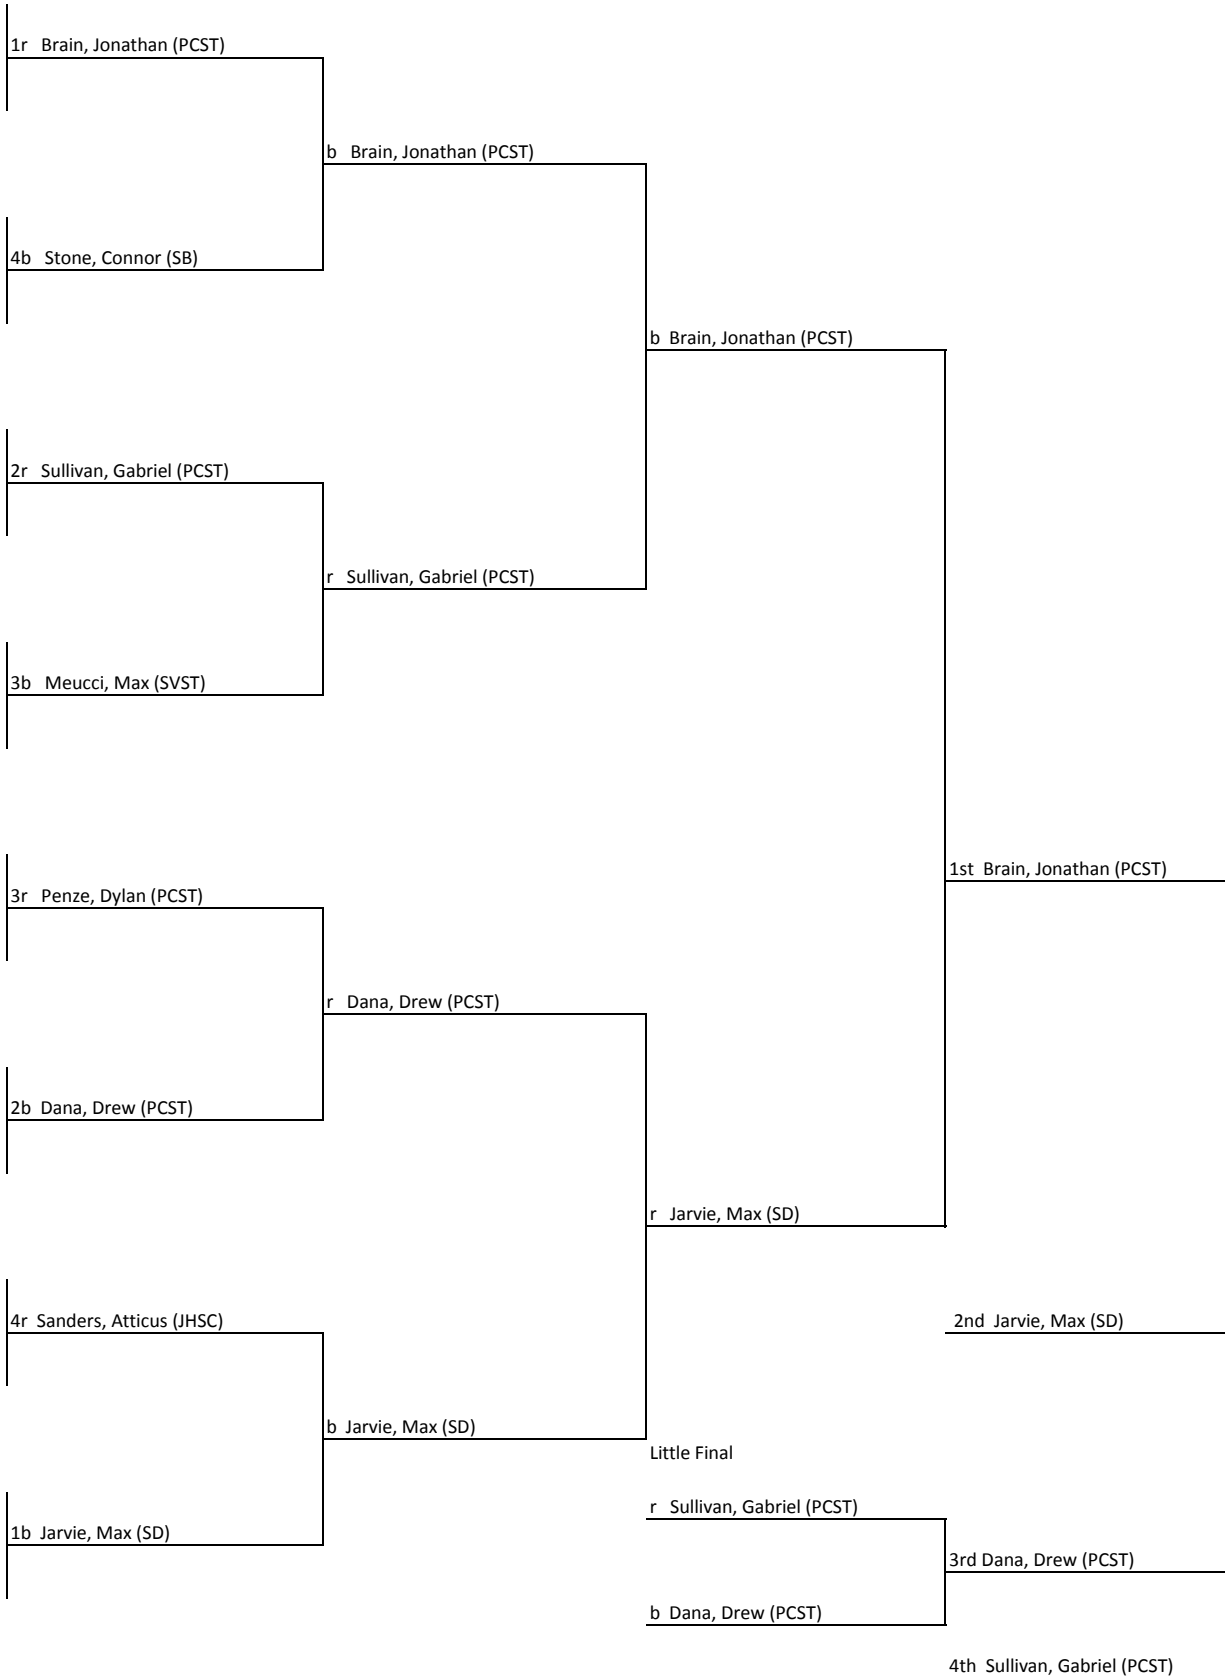 1r Brain, Jonathan (PCST)
b Brain, Jonathan (PCST)
4b Stone, Connor (SB)
b Brain, Jonathan (PCST)
2r Sullivan, Gabriel (PCST)
r Sullivan, Gabriel (PCST)
3b Meucci, Max (SVST)
1st Brain, Jonathan (PCST)
3r Penze, Dylan (PCST)
r Dana, Drew (PCST)
2b Dana, Drew (PCST)
r Jarvie, Max (SD)
4r Sanders, Atticus (JHSC)
2nd Jarvie, Max (SD)
b Jarvie, Max (SD)
Little Final
r Sullivan, Gabriel (PCST)
1b Jarvie, Max (SD)
3rd Dana, Drew (PCST)
b Dana, Drew (PCST)
4th Sullivan, Gabriel (PCST)